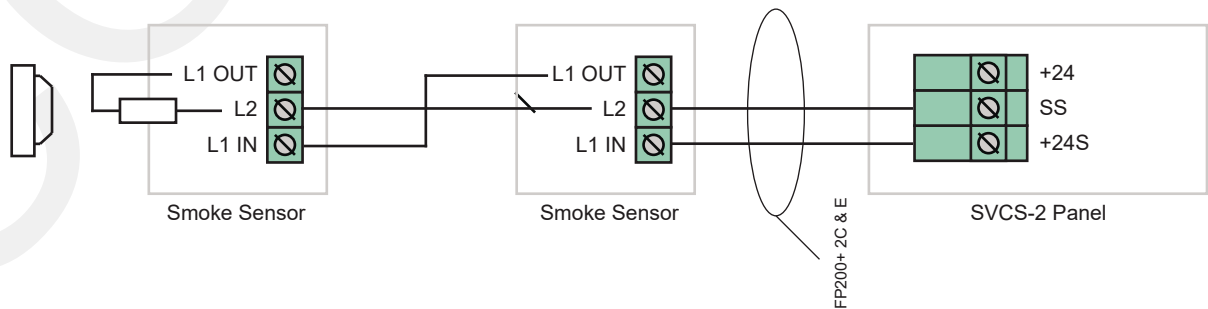 L1 OUT
L2
L1 IN
Smoke Sensor
L1 OUT
L2
L1 IN
Smoke Sensor
FP200+ 2C & E
+24
SS
+24S
SVCS-2 Panel